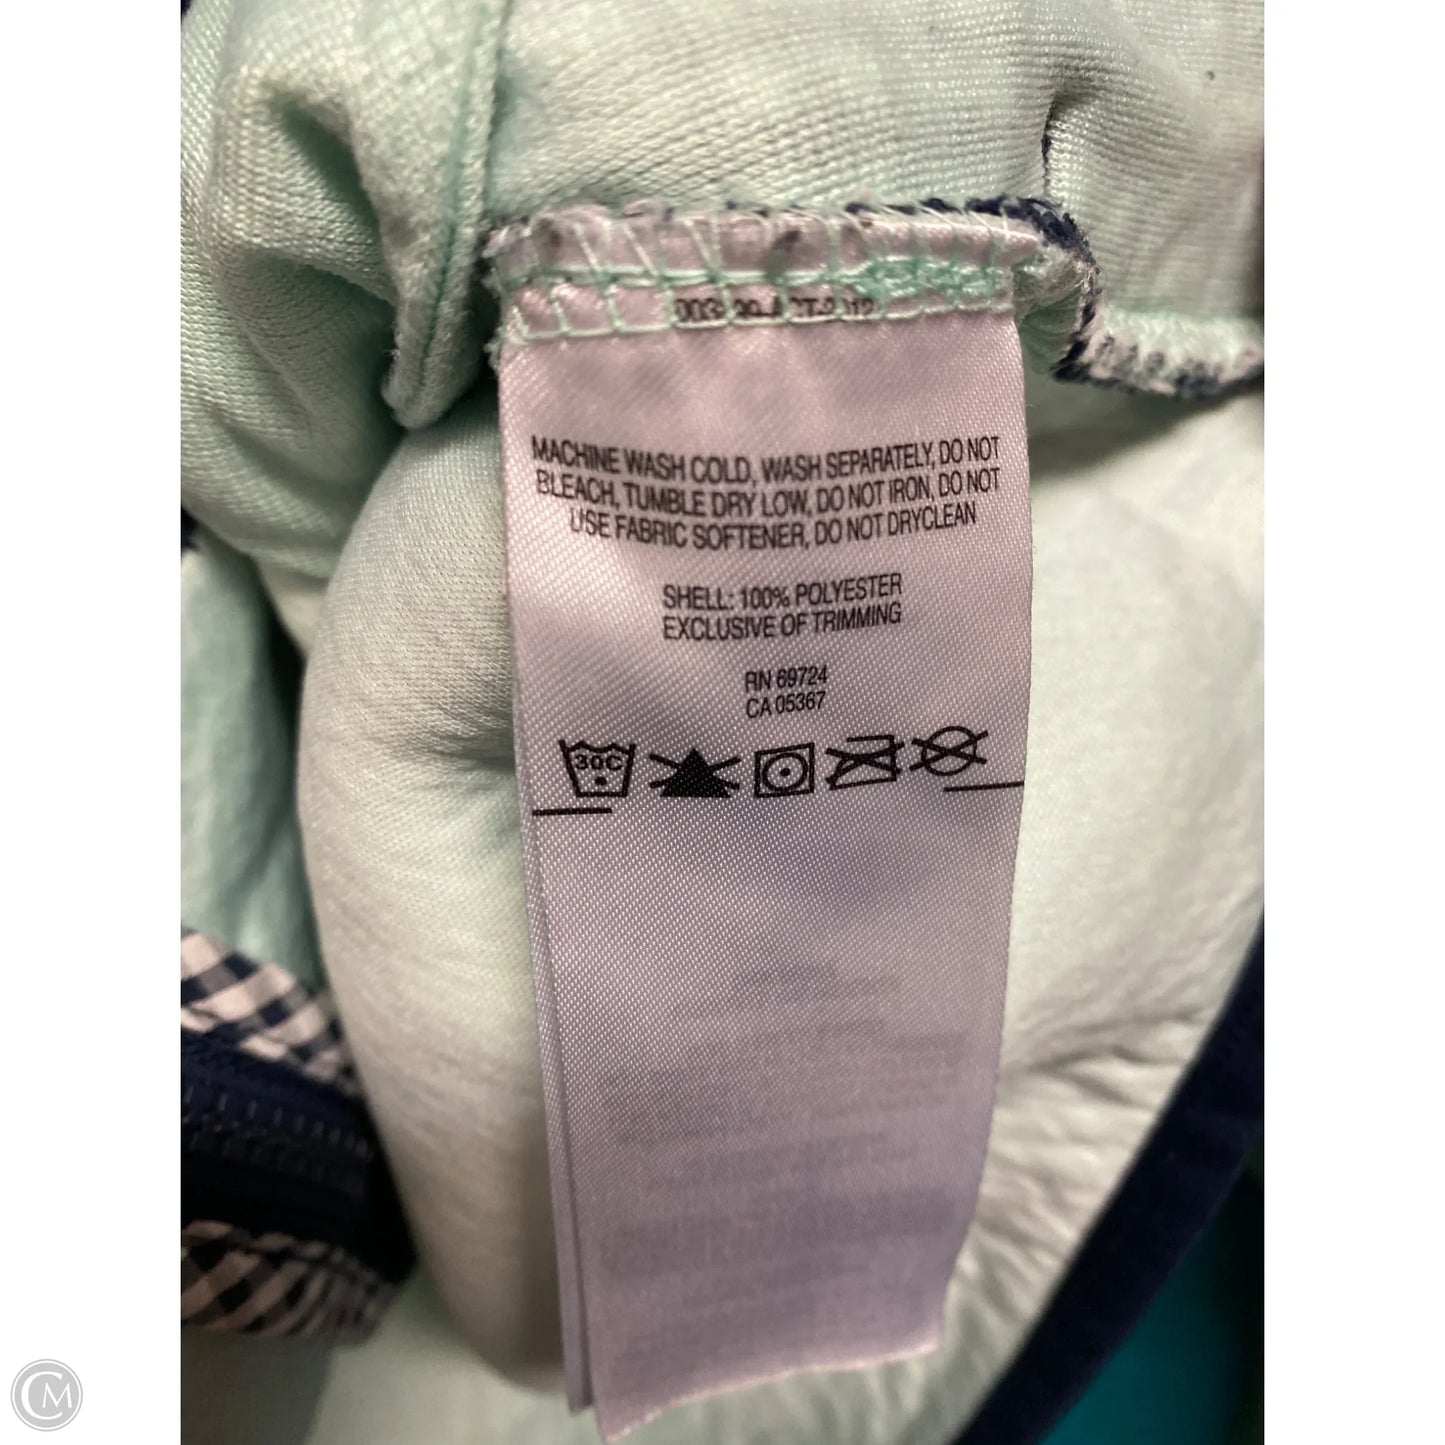 MACHINE WASH COLD, WASH SEPARATELY, DO NOT
BLEACH, TUMBLE DRY LOW, DO NOT IRON, DO NOT
USE FABRIC SOFTENER, DO NOT DRYCLEAN
SHELL: 100% POLYESTER
EXCLUSIVE OF TRIMMING
RN 69724
CA 05367
30C
CM